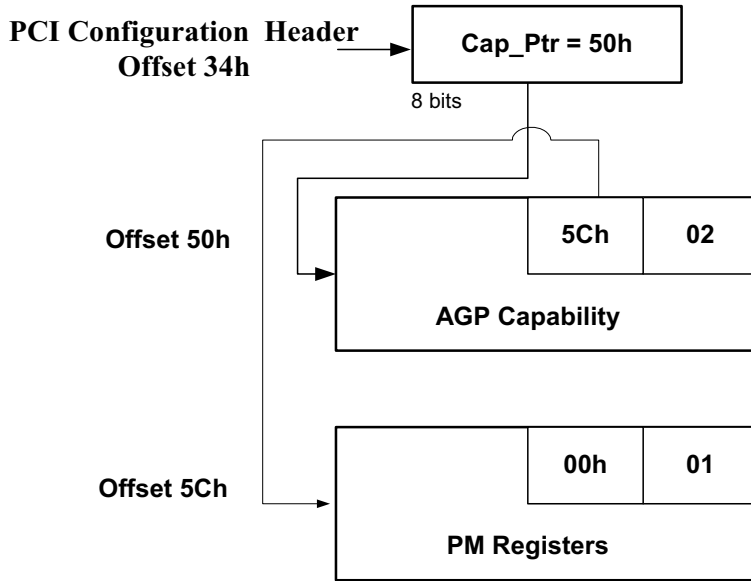 PCI Configuration Header
Offset 34h
Cap_Ptr = 50h
8 bits
Offset 50h
5Ch
02
AGP Capability
Offset 5Ch
00h
01
PM Registers